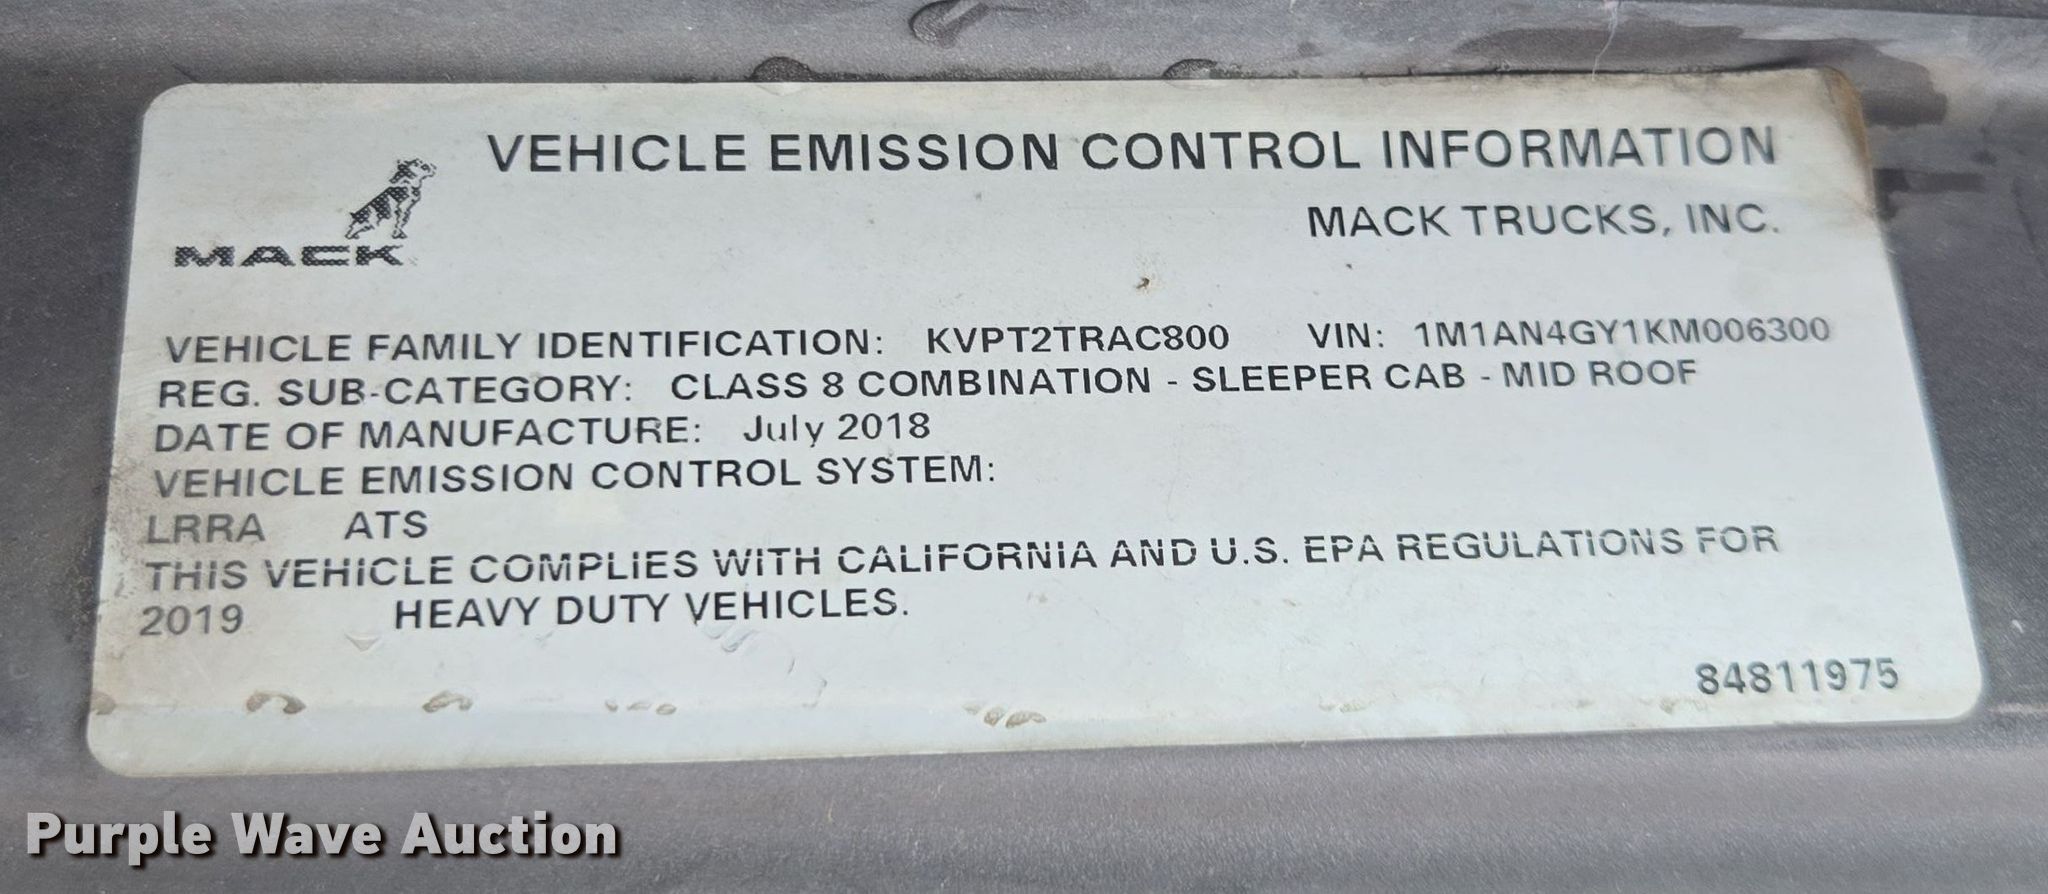 VEHICLE EMISSION CONTROL INFORMATION
MACK
MACK TRUCKS, INC.
VEHICLE FAMILY IDENTIFICATION: KVPT2TRAC800 VIN: 1M1AN4GY1KM006300
REG. SUB-CATEGORY: CLASS 8 COMBINATION - SLEEPER CAB - MID ROOF
DATE OF MANUFACTURE: July 2018
VEHICLE EMISSION CONTROL SYSTEM:
LRRA ATS
THIS VEHICLE COMPLIES WITH CALIFORNIA AND U.S. EPA REGULATIONS FOR
2019 HEAVY DUTY VEHICLES.
84811975
Purple Wave Auction